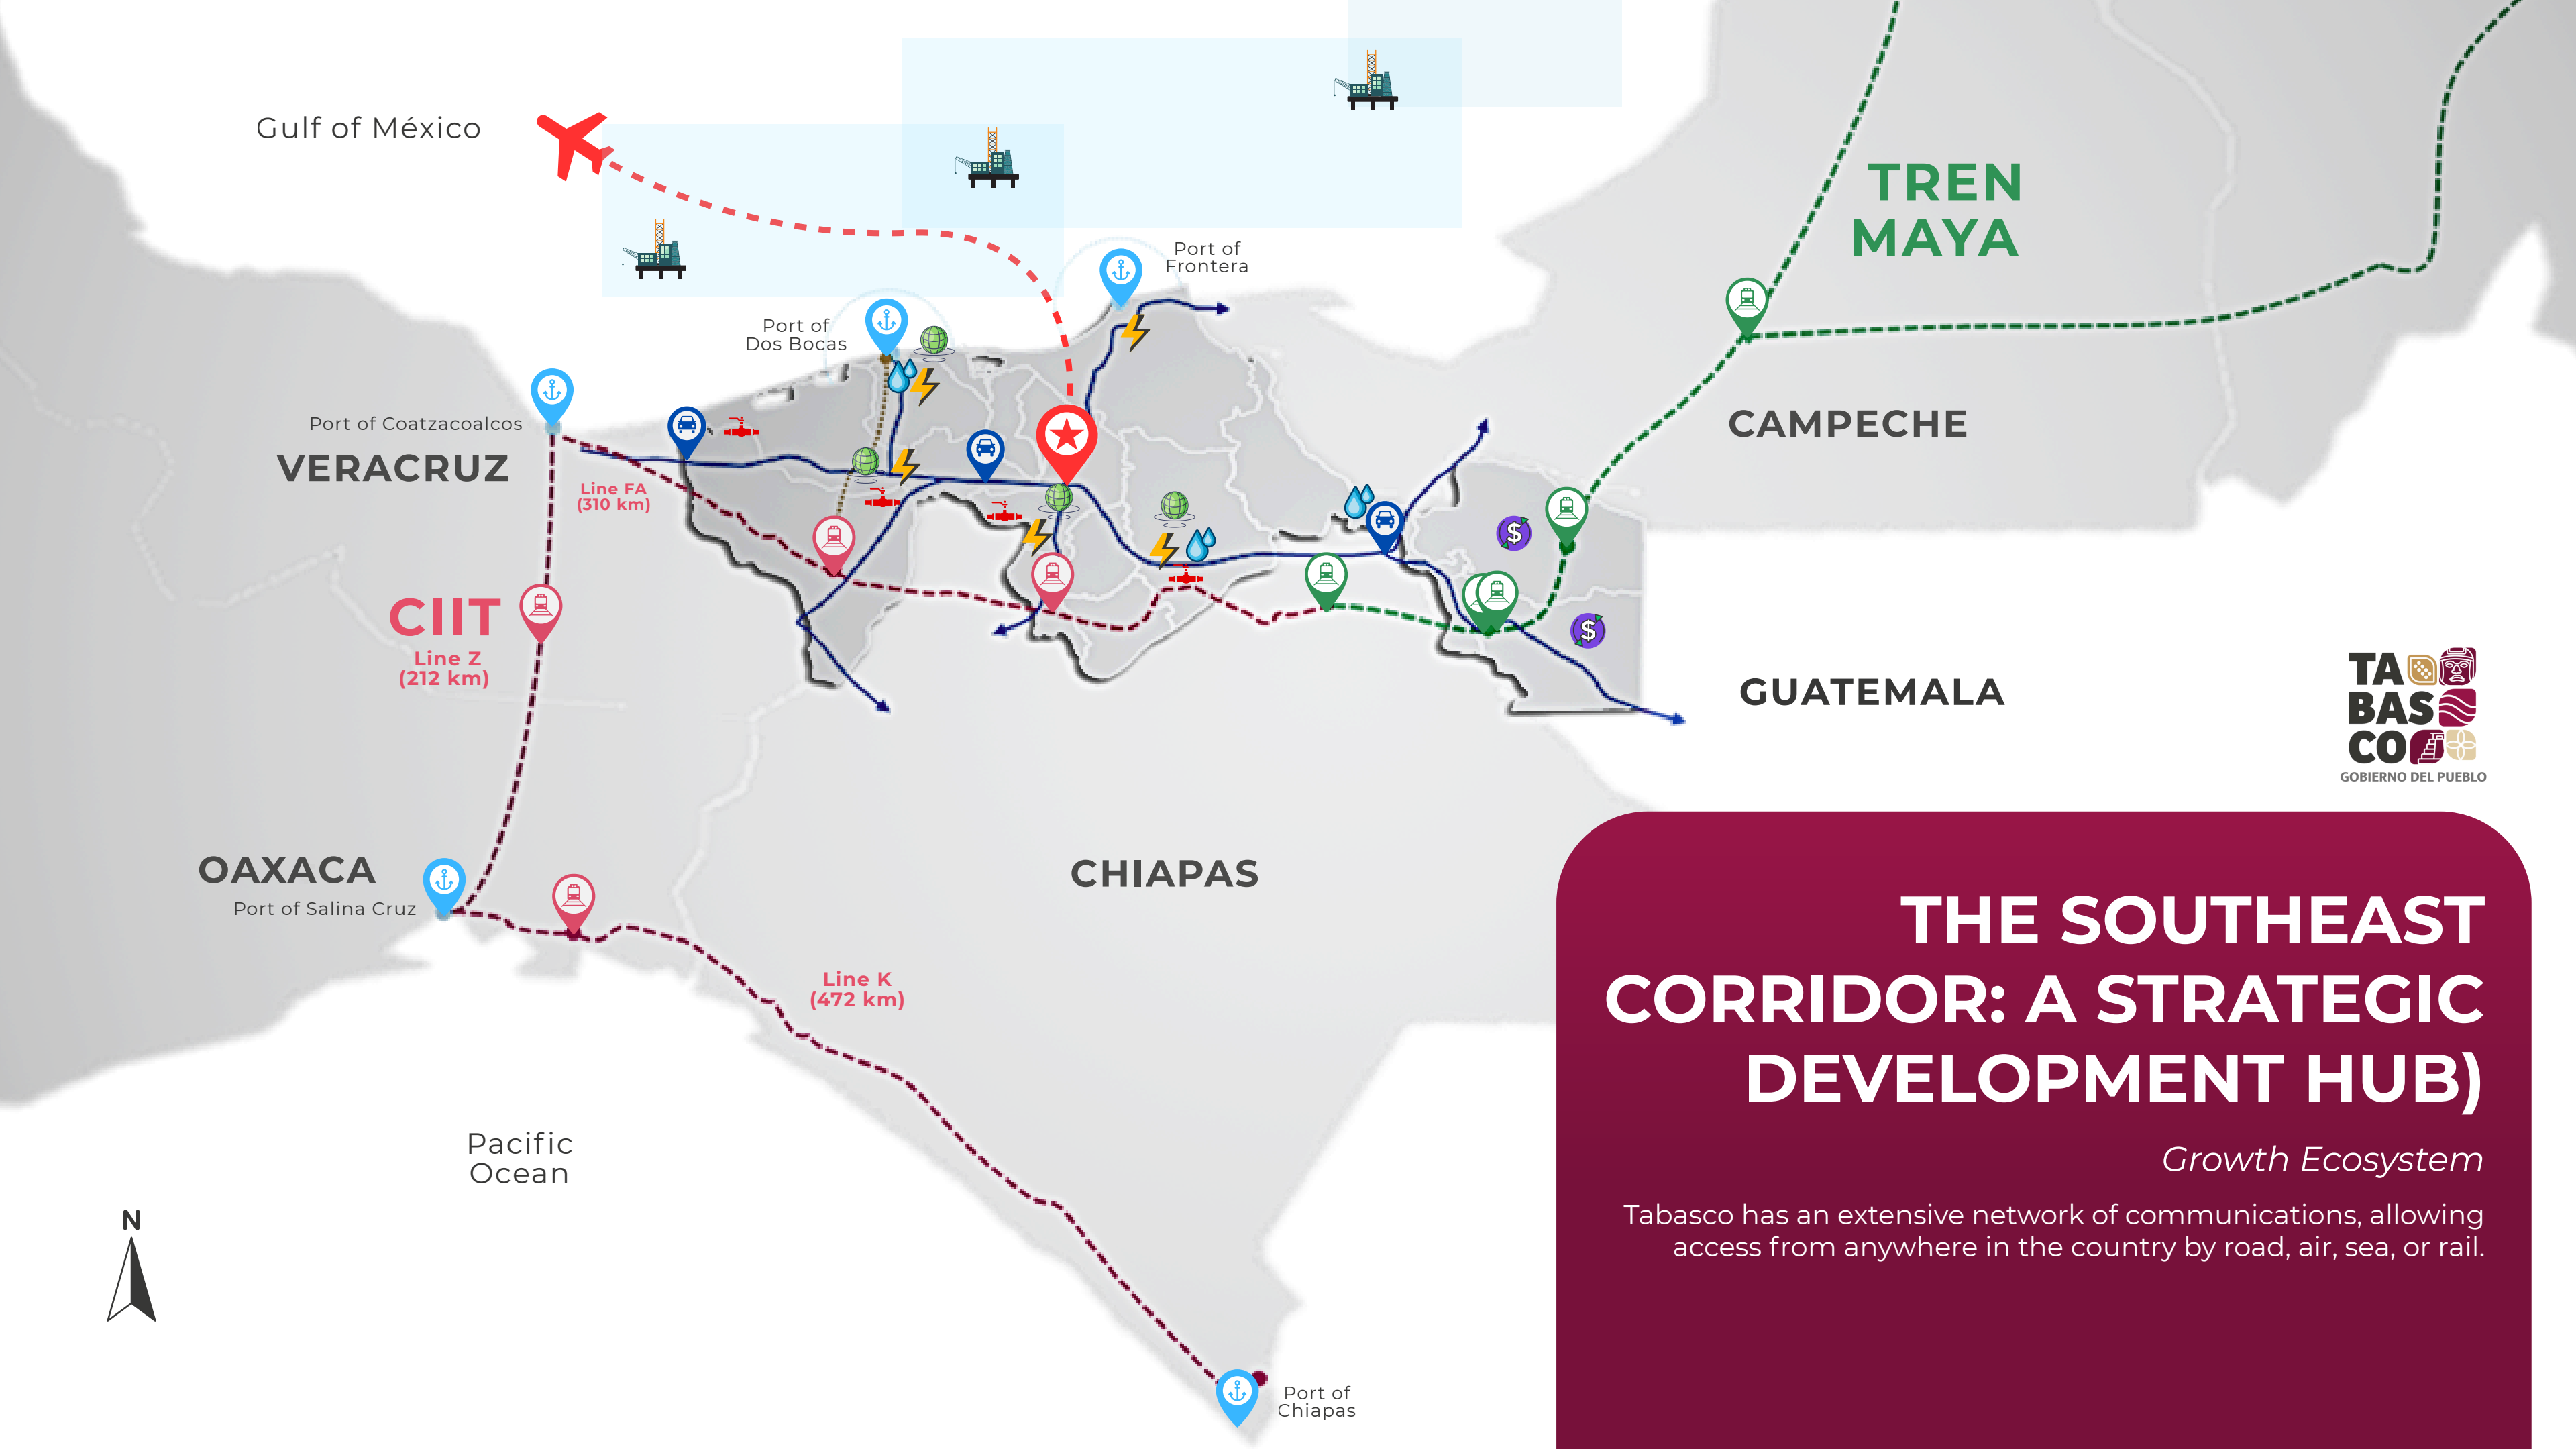 Gulf of México
TREN
MAYA
Port of
Frontera
Port of
Dos Bocas
Port of Coatzacoalcos
VERACRUZ
CAMPECHE
Line FA
(310 km)
CIIT
Line Z
(212 km)
GUATEMALA
TA
BAS
CO
GOBIERNO DEL PUEBLO
OAXACA
Port of Salina Cruz
CHIAPAS
Line K
(472 km)
Pacific
Ocean
N
Port of
Chiapas
THE SOUTHEAST
CORRIDOR: A STRATEGIC
DEVELOPMENT HUB)
Growth Ecosystem
Tabasco has an extensive network of communications, allowing
access from anywhere in the country by road, air, sea, or rail.
$
$